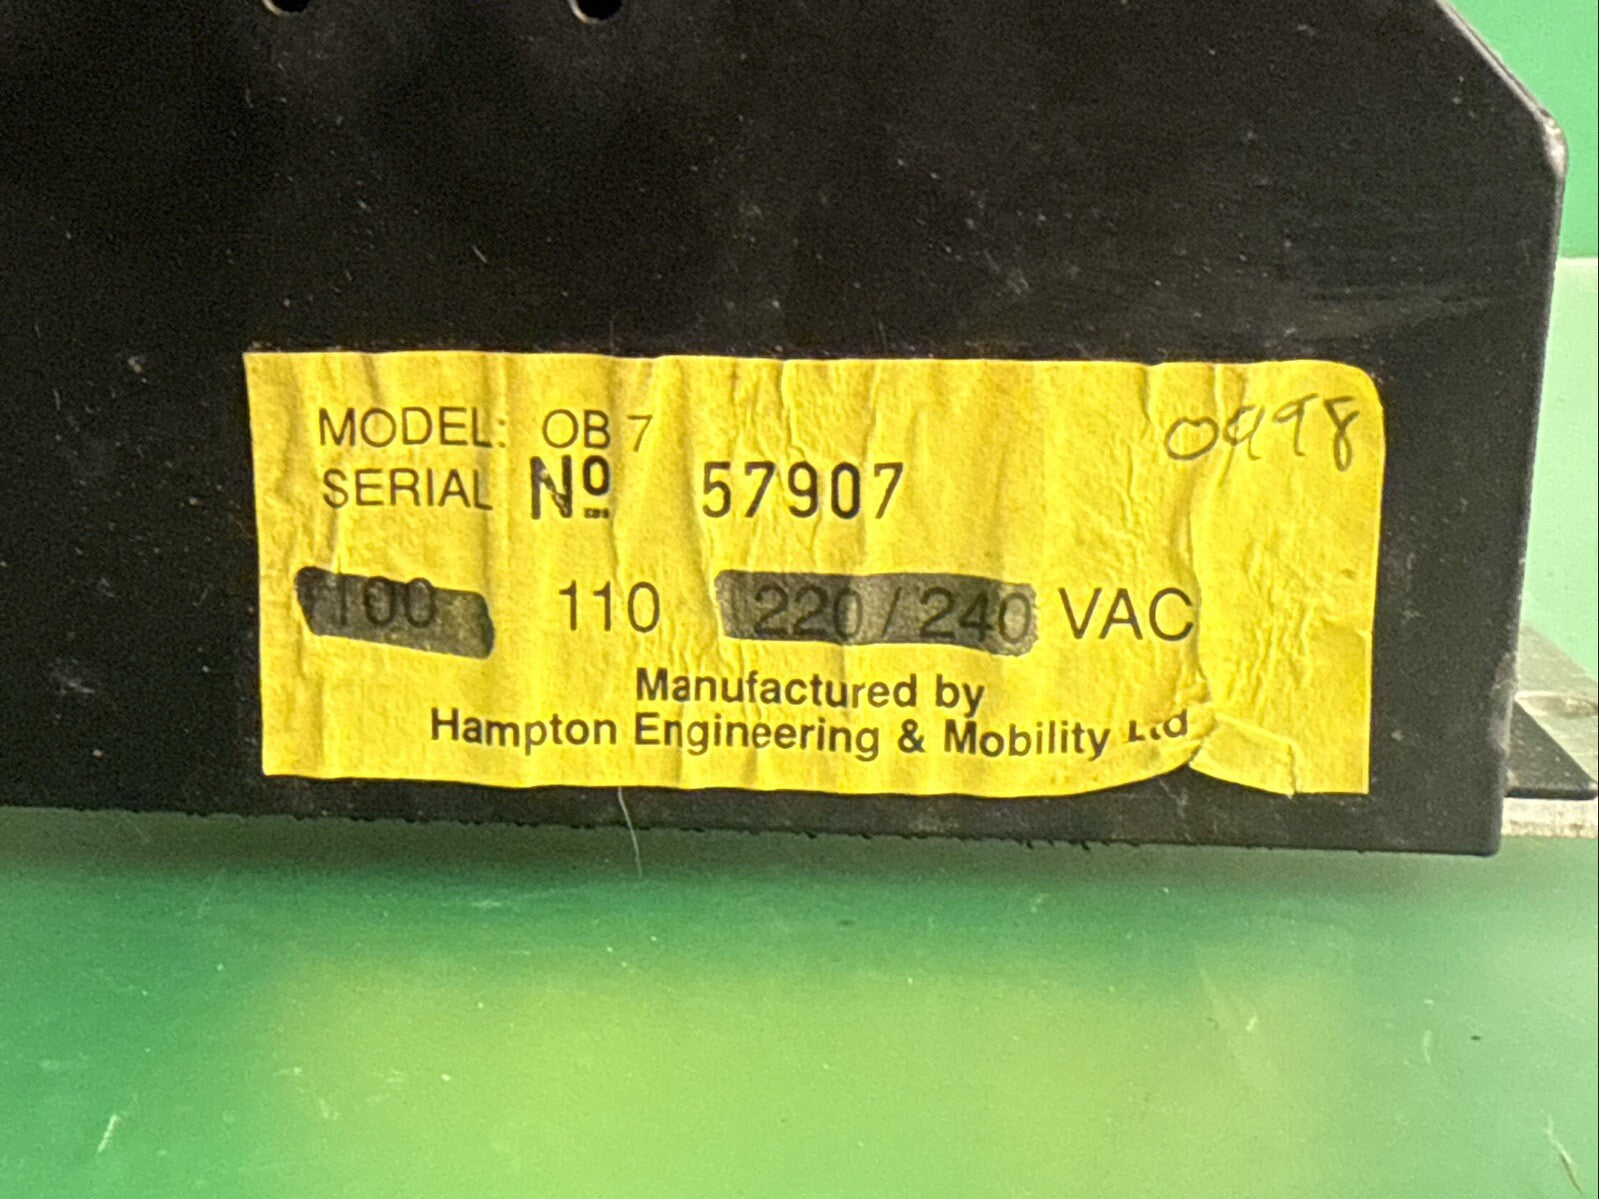 MODEL: OB 7
0998
SERIAL Nº 57907
100 110 220 / 240 VAC
Manufactured by
Hampton Engineering & Mobility Ltd